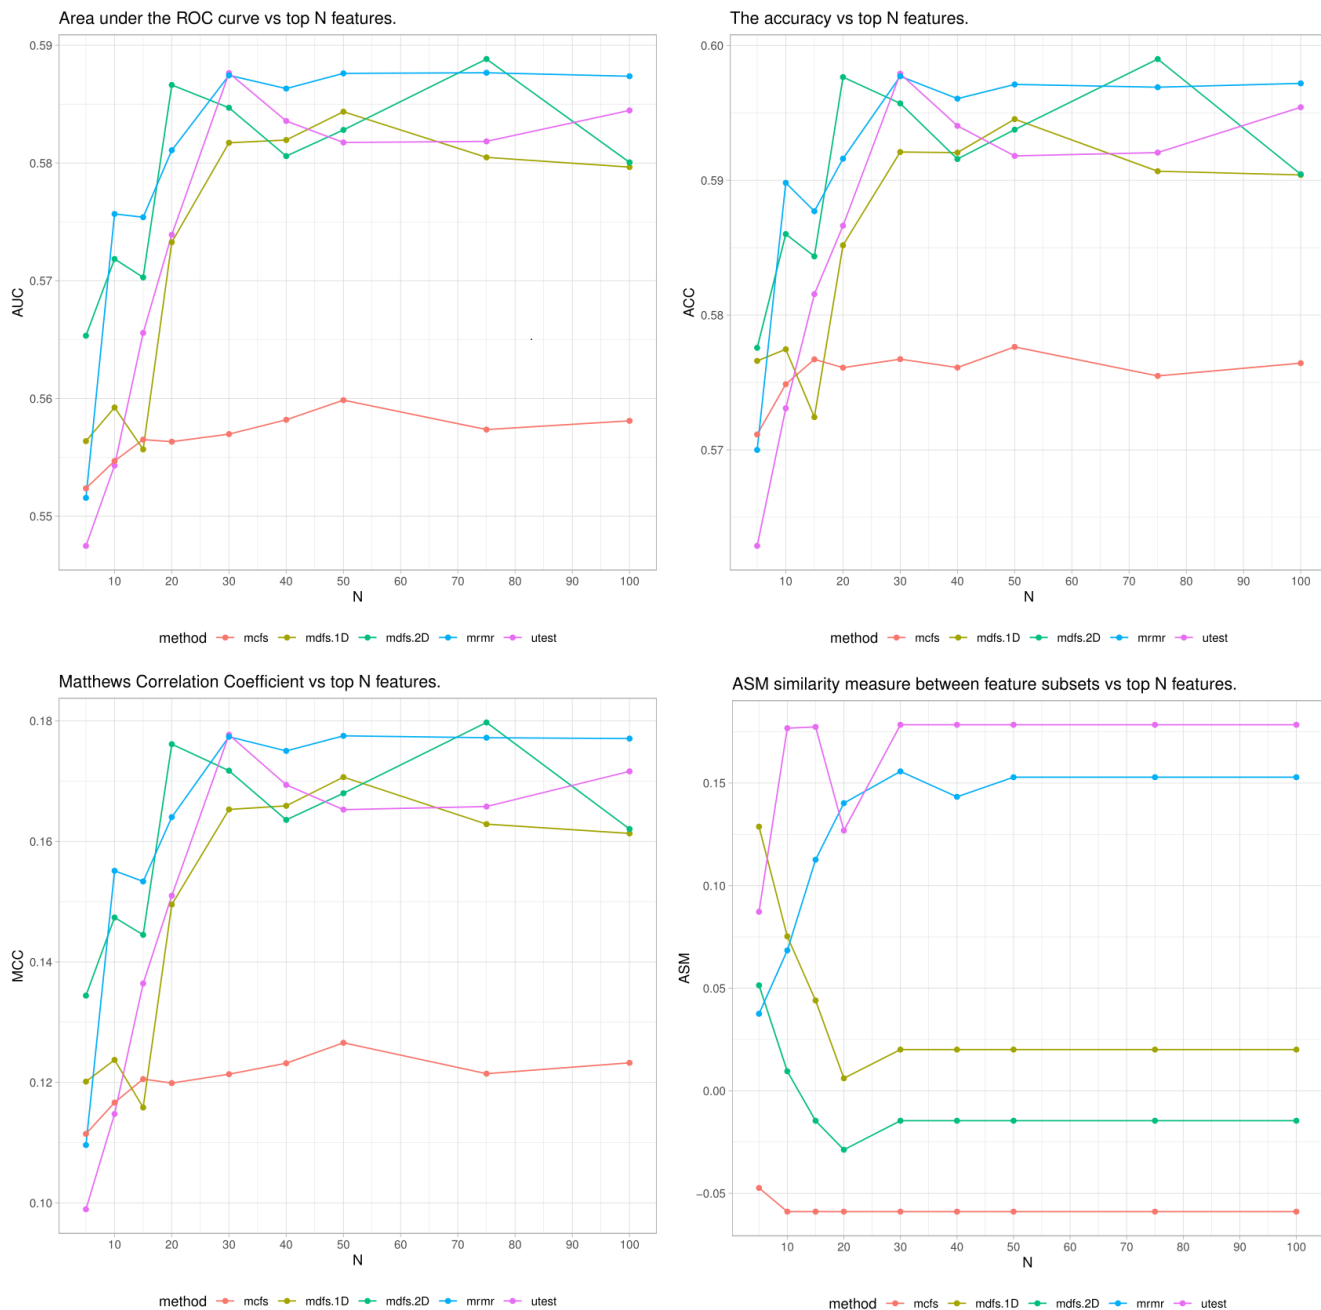 Area under the ROC curve vs top N features.
0.59
0.58
0.57
0.56
0.55
AUC
10 20 30 40 50 60 70 80 90 100
N
method mcfs mdfs.1D mdfs.2D mrmr utest
The accuracy vs top N features.
0.60
0.59
0.58
0.57
ACC
10 20 30 40 50 60 70 80 90 100
N
method mcfs mdfs.1D mdfs.2D mrmr utest
Matthews Correlation Coefficient vs top N features.
0.18
0.16
0.14
0.12
0.10
MCC
10 20 30 40 50 60 70 80 90 100
N
method mcfs mdfs.1D mdfs.2D mrmr utest
ASM similarity measure between feature subsets vs top N features.
0.15
0.10
0.05
0.00
−0.05
ASM
10 20 30 40 50 60 70 80 90 100
N
method mcfs mdfs.1D mdfs.2D mrmr utest